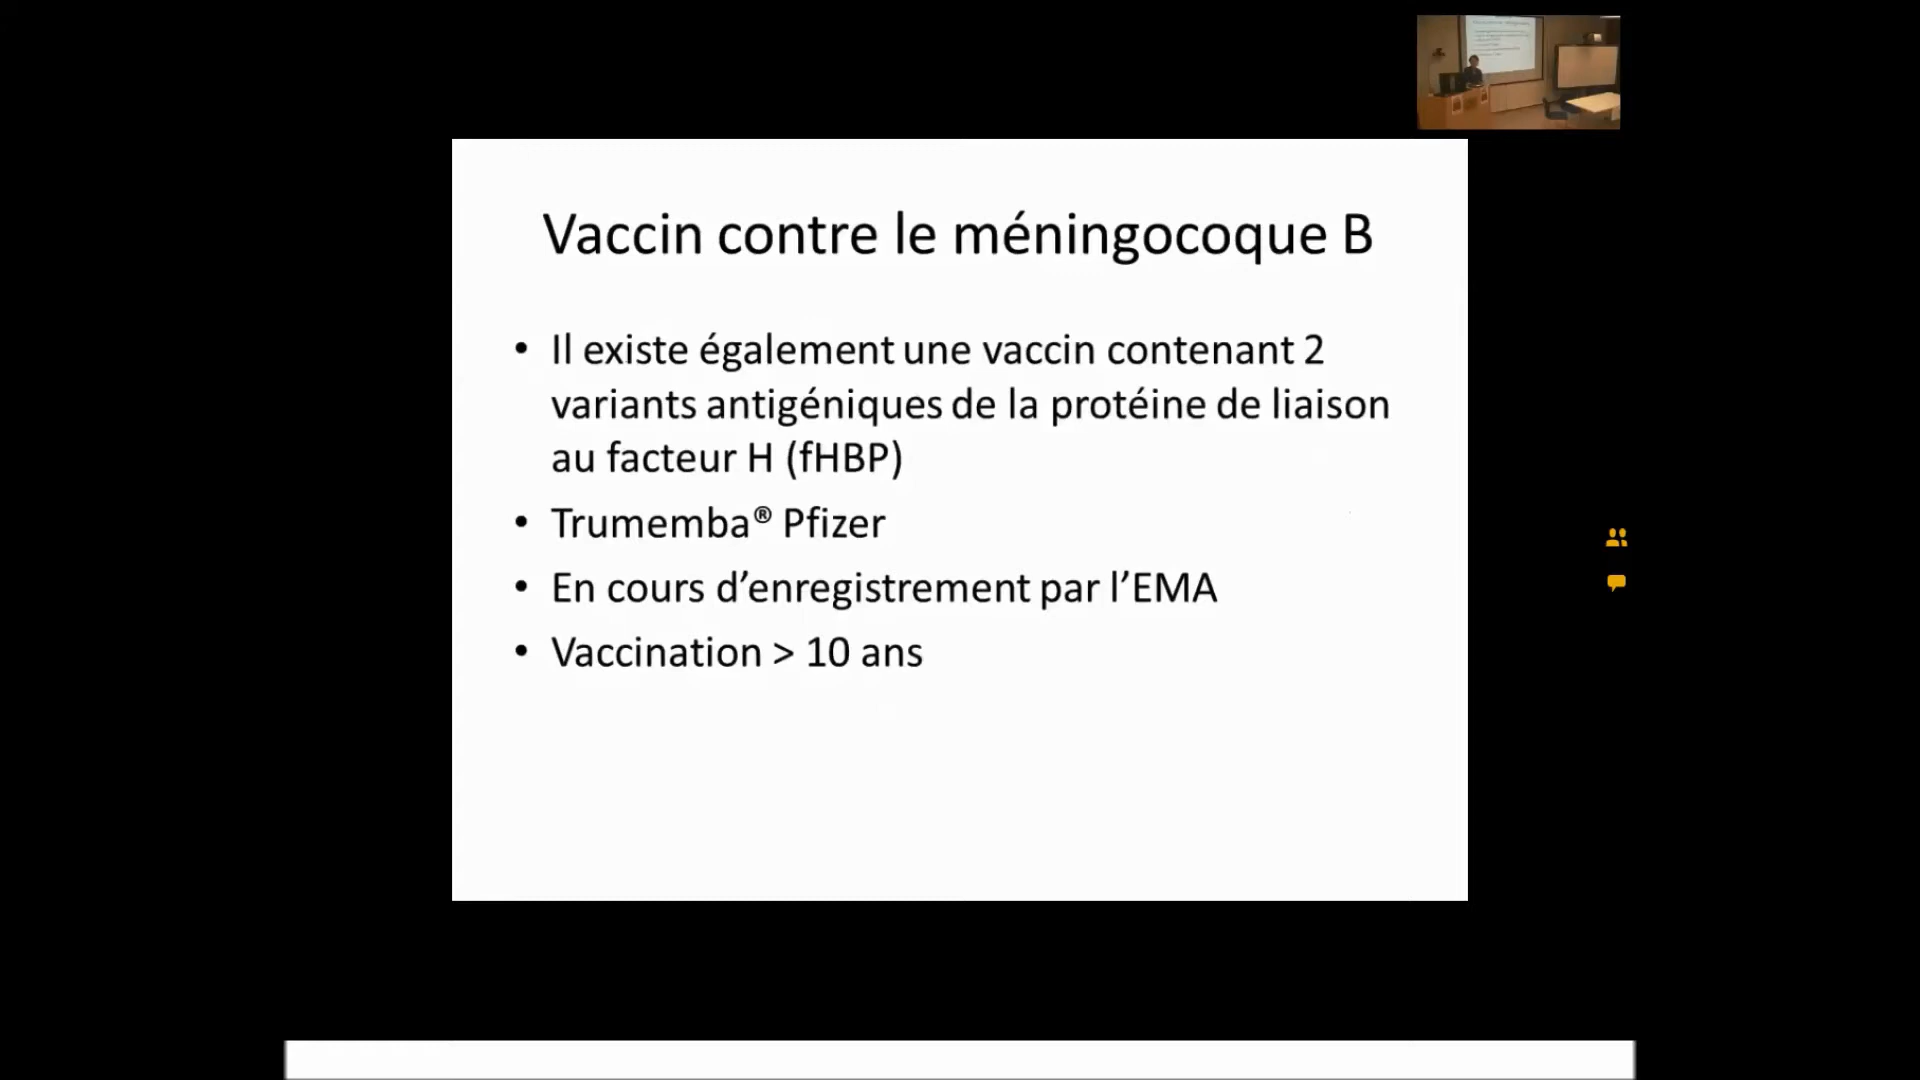 Vaccin contre le méningocoque B
• Il existe également une vaccin contenant 2
variants antigéniques de la protéine de liaison
au facteur H (fHBP)
• Trumemba® Pfizer
• En cours d’enregistrement par l’EMA
• Vaccination > 10 ans